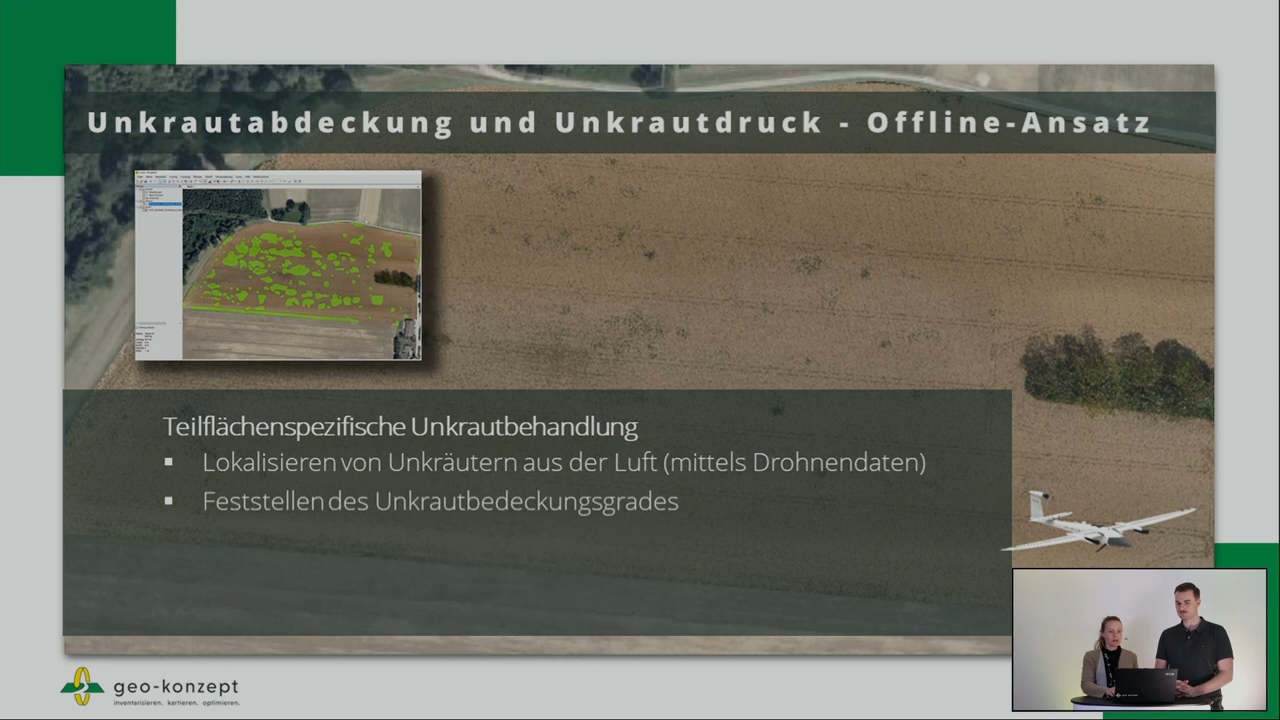 Unkrautabdeckung und Unkrautdruck - Offline-Ansatz
Teilflächenspezifische Unkrautbehandlung
▪ Lokalisieren von Unkräutern aus der Luft (mittels Drohnendaten)
▪ Feststellen des Unkrautbedeckungsgrades
geo-konzept
inventarisieren. kartieren. optimieren.